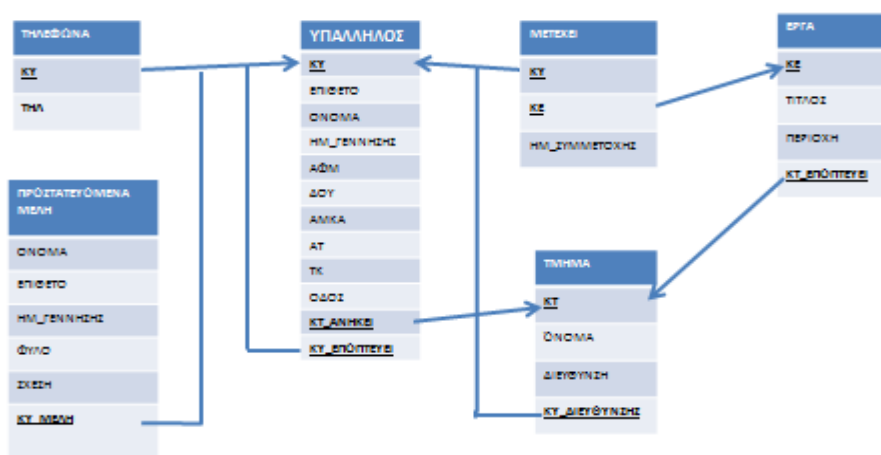 ΤΗΛΕΦΩΝΑ
ΚΥ
ΤΗΛ
ΠΡΟΣΤΑΤΕΥΟΜΕΝΑ
ΜΕΛΗ
ΟΝΟΜΑ
ΕΠΙΘΕΤΟ
ΗΜ_ΓΕΝΝΗΣΗΣ
ΦΥΛΟ
ΣΧΕΣΗ
ΚΥ_ΜΕΛΗ
ΥΠΑΛΛΗΛΟΣ
ΚΥ
ΕΠΙΘΕΤΟ
ΟΝΟΜΑ
ΗΜ_ΓΕΝΝΗΣΗΣ
ΑΦΜ
ΔΟΥ
ΑΜΚΑ
ΑΤ
ΤΚ
ΟΔΟΣ
ΚΤ_ΑΝΗΚΕΙ
ΚΥ_ΕΠΟΠΤΕΥΕΙ
ΜΕΤΕΧΕΙ
ΚΥ
ΚΕ
ΗΜ_ΣΥΜΜΕΤΟΧΗΣ
ΤΜΗΜΑ
ΚΤ
ΌΝΟΜΑ
ΔΙΕΥΘΥΝΣΗ
ΚΥ_ΔΙΕΥΘΥΝΣΗΣ
ΕΡΓΑ
ΚΕ
ΤΙΤΛΟΣ
ΠΕΡΙΟΧΗ
ΚΤ_ΕΠΟΠΤΕΥΕΙ